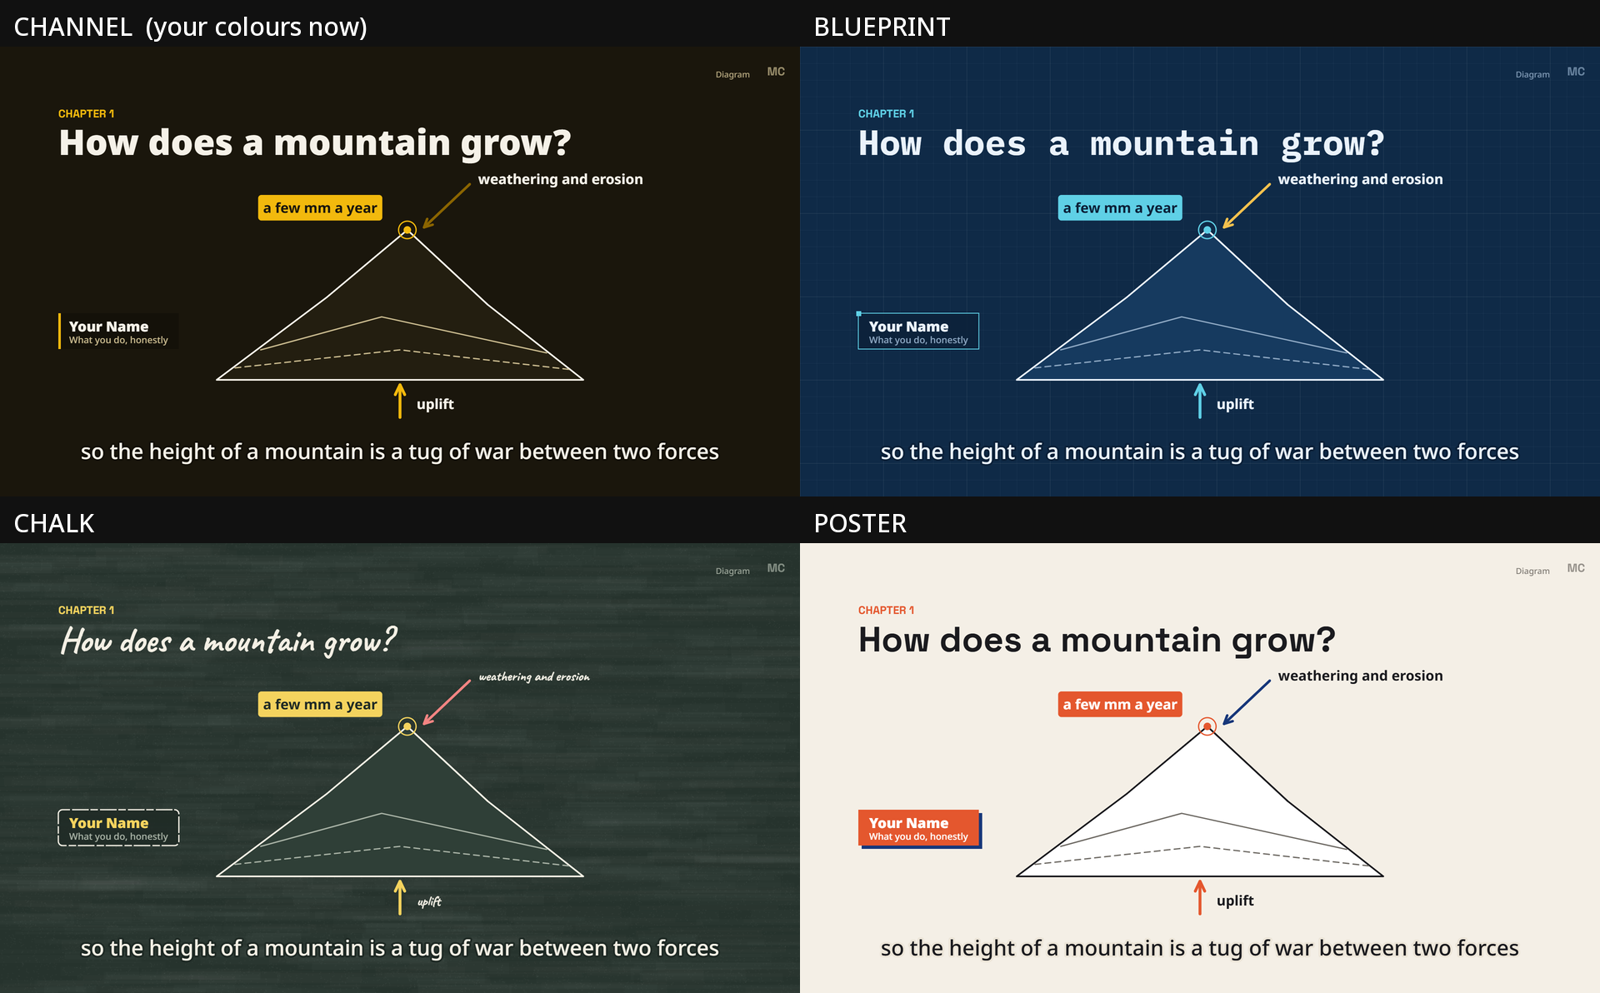 CHANNEL (your colours now)
Diagram MC
CHAPTER 1
How does a mountain grow?
weathering and erosion
a few mm a year
Your Name
What you do, honestly
uplift
so the height of a mountain is a tug of war between two forces
BLUEPRINT
Diagram MC
CHAPTER 1
How does a mountain grow?
weathering and erosion
a few mm a year
Your Name
What you do, honestly
uplift
so the height of a mountain is a tug of war between two forces
CHALK
Diagram MC
CHAPTER 1
How does a mountain grow?
weathering and erosion
a few mm a year
Your Name
What you do, honestly
uplift
so the height of a mountain is a tug of war between two forces
POSTER
Diagram MC
CHAPTER 1
How does a mountain grow?
weathering and erosion
a few mm a year
Your Name
What you do, honestly
uplift
so the height of a mountain is a tug of war between two forces